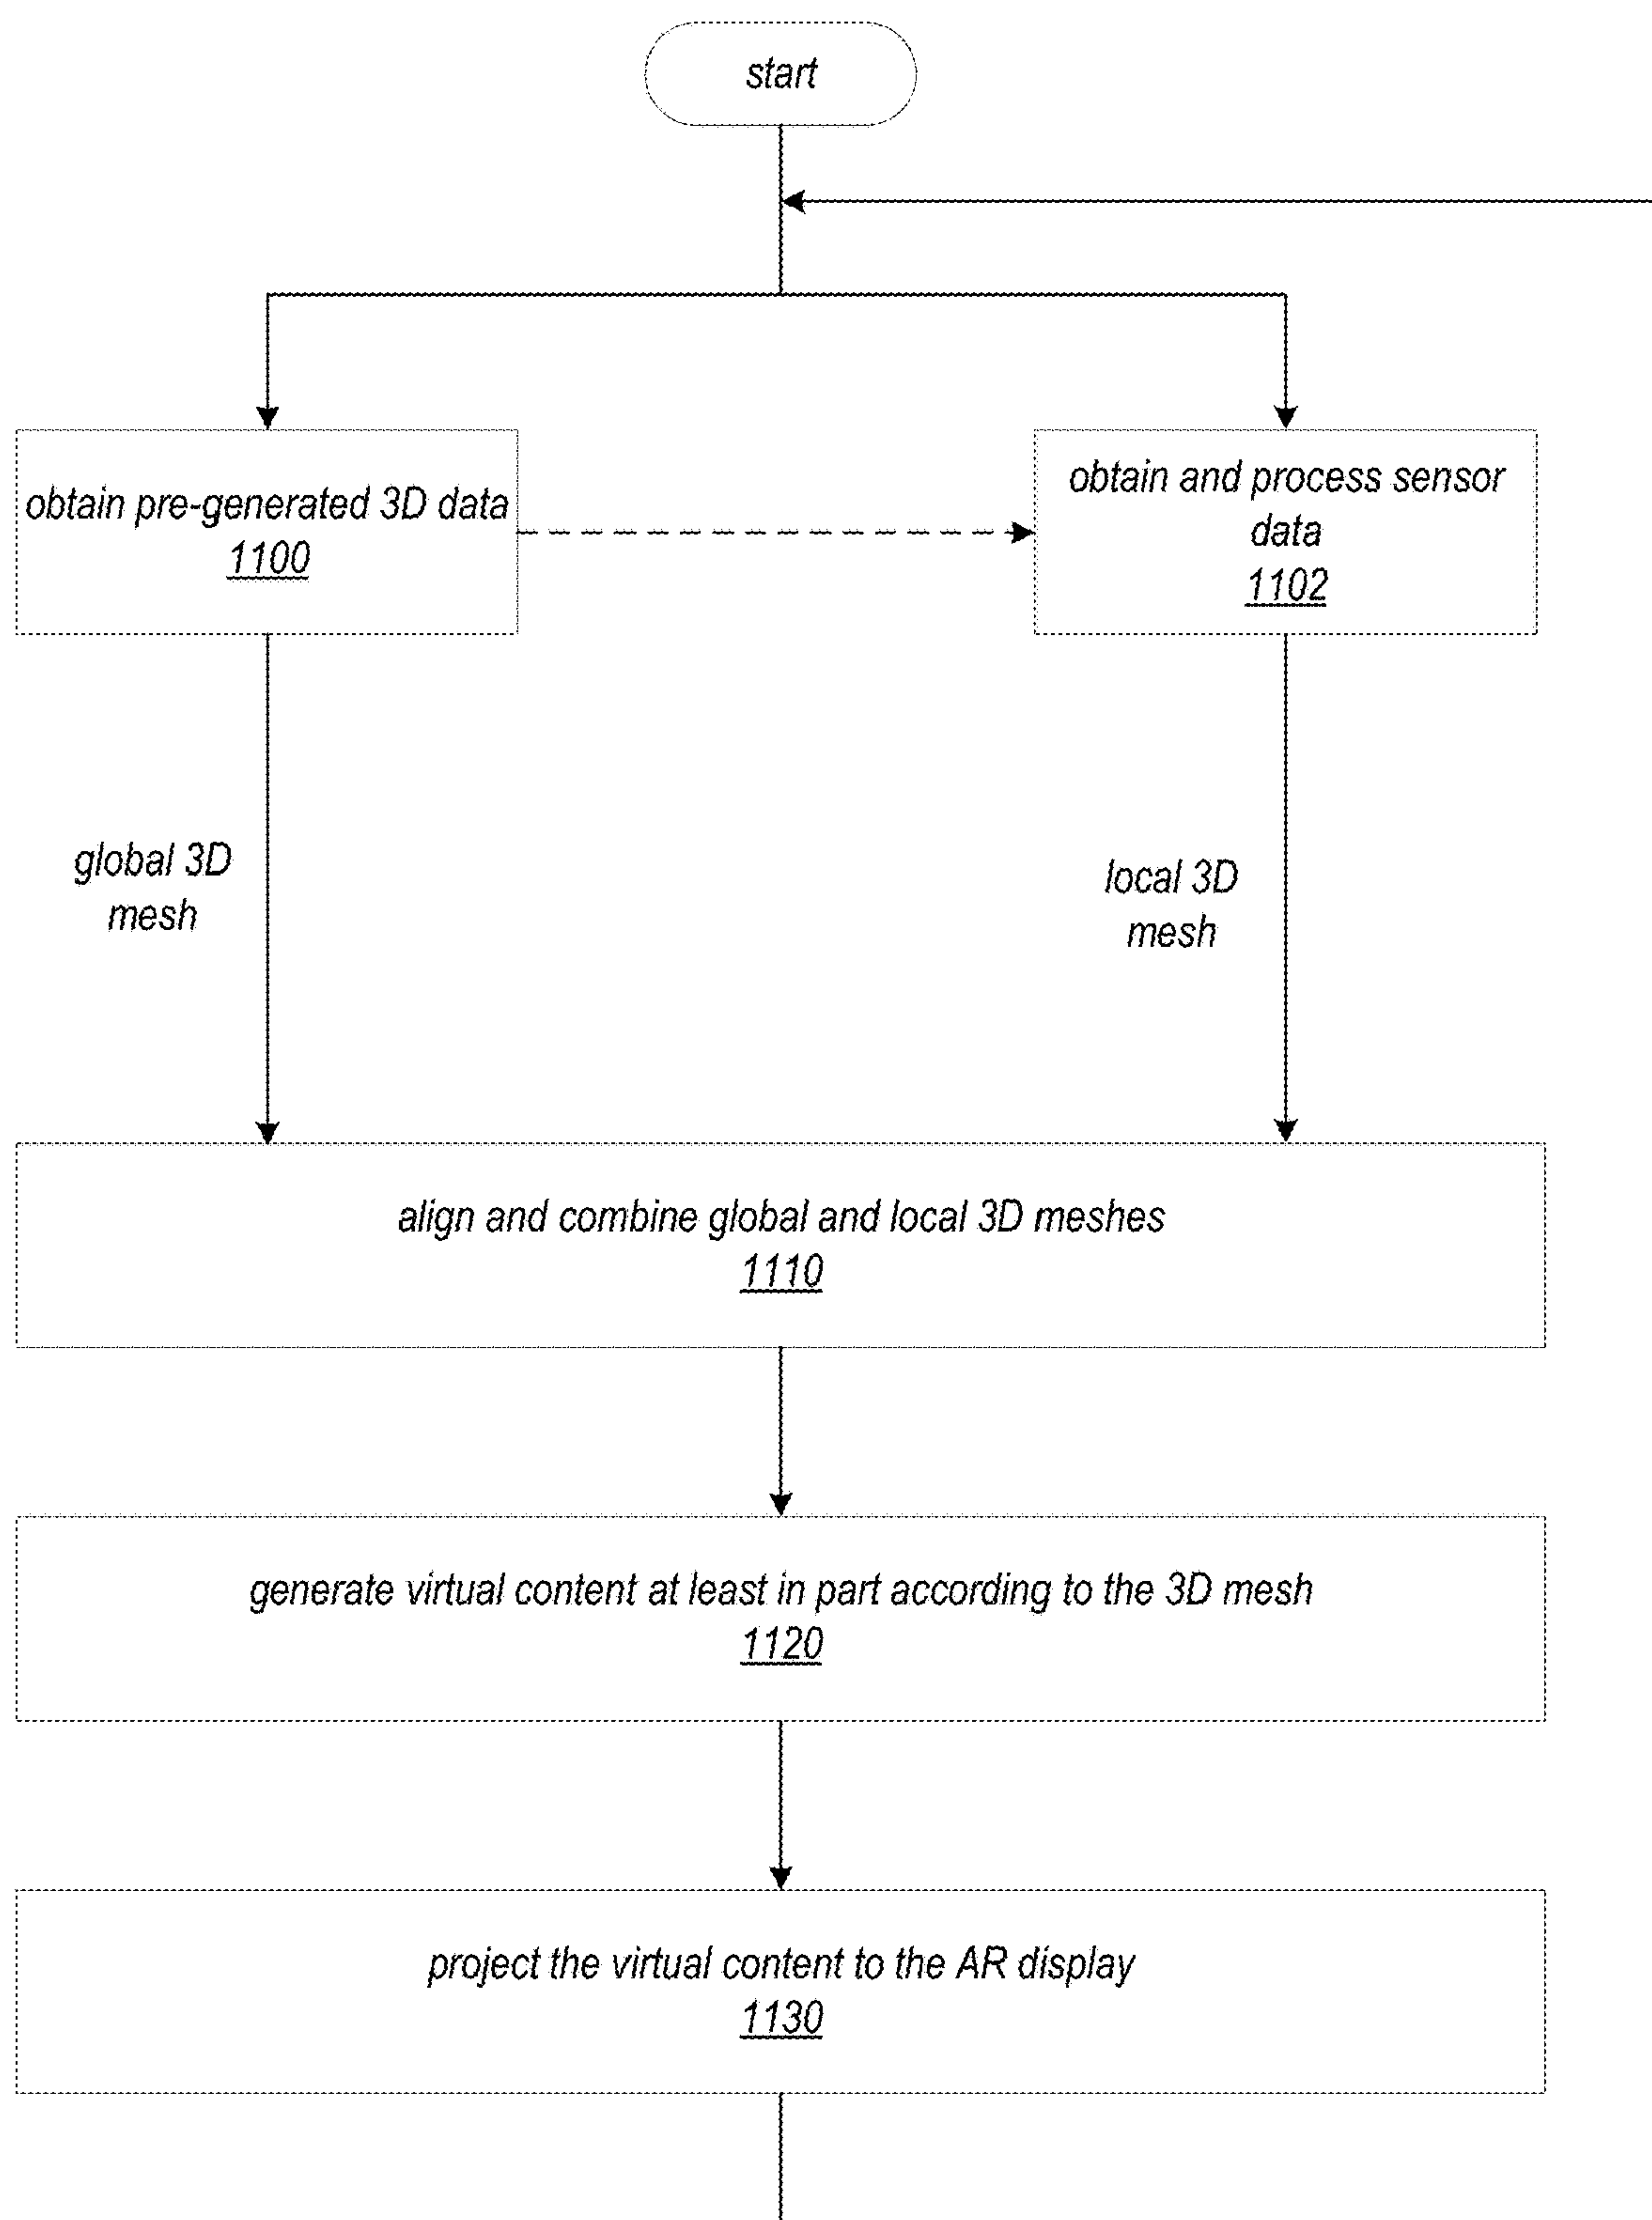 start
obtain pre-generated 3D data
1100
obtain and process sensor
data
1102
global 3D
mesh
local 3D
mesh
align and combine global and local 3D meshes
1110
generate virtual content at least in part according to the 3D mesh
1120
project the virtual content to the AR display
1130